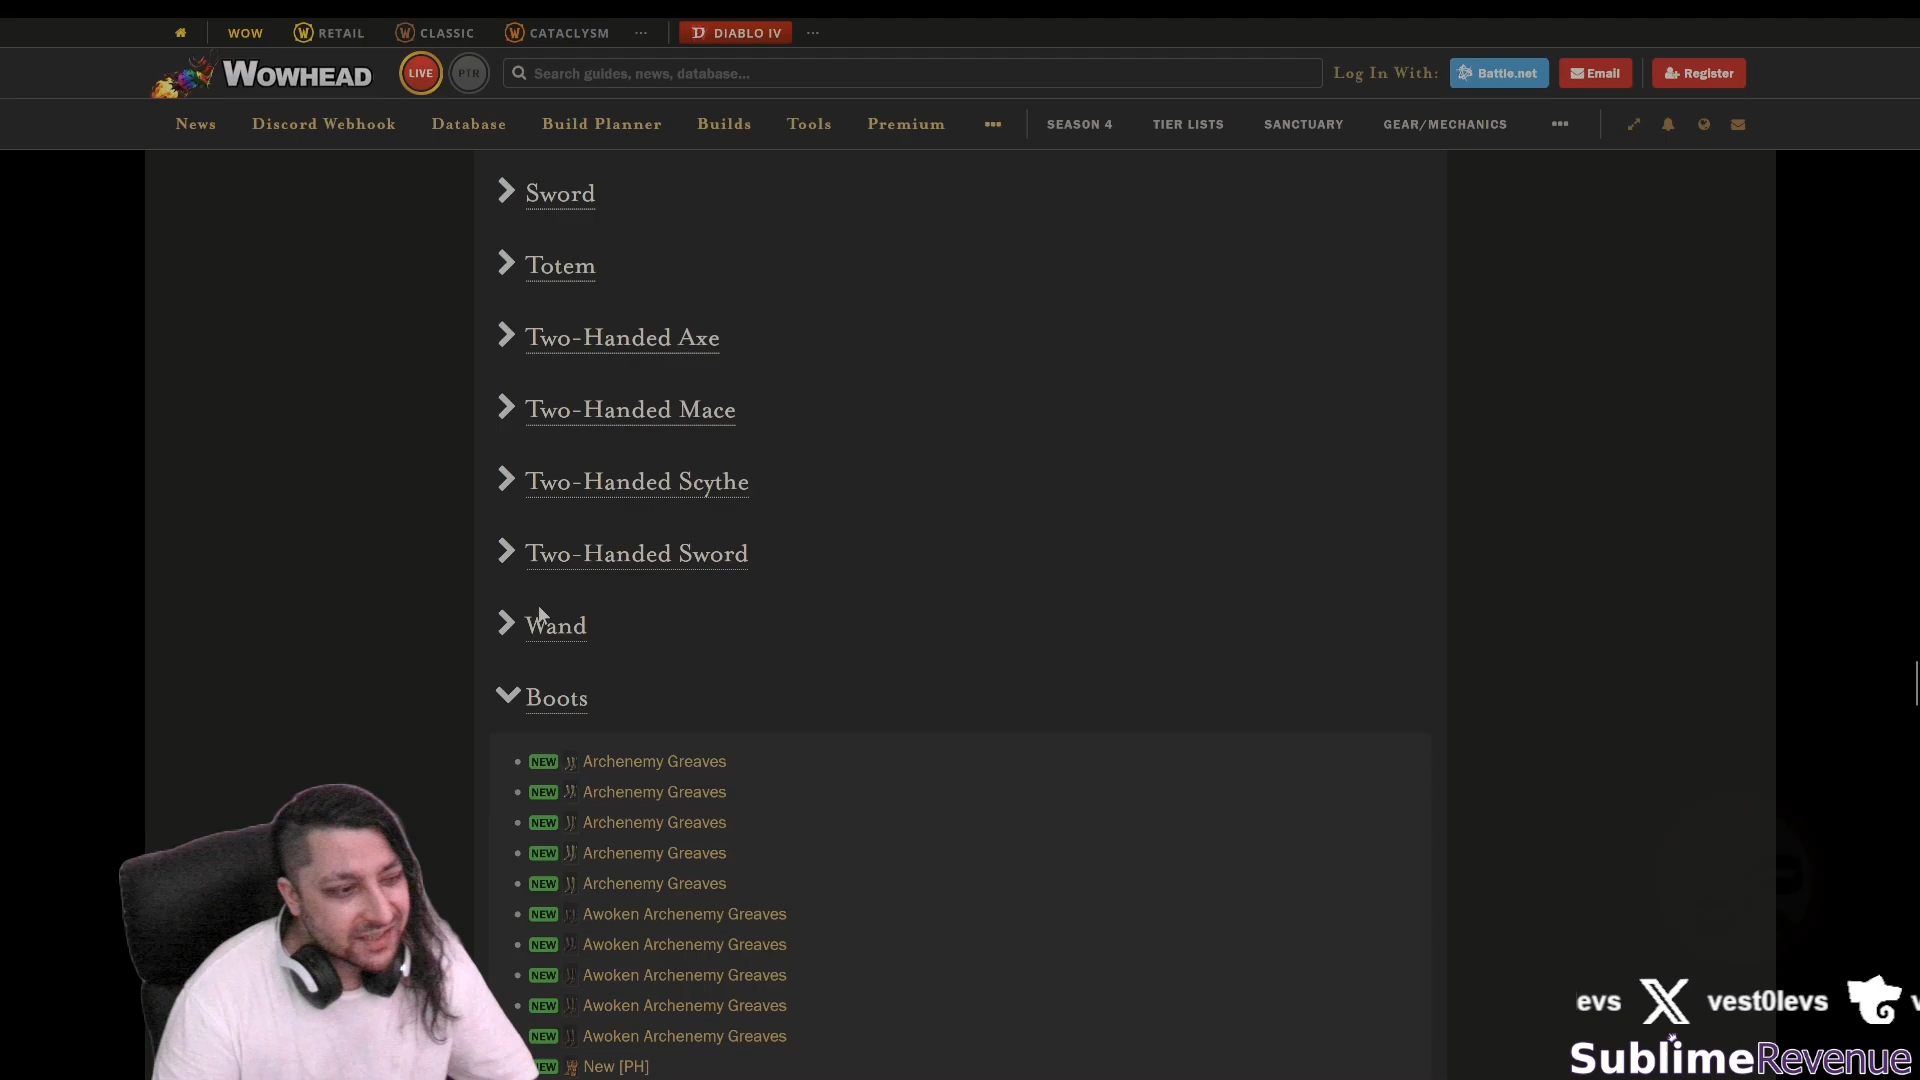 WOW RETAIL CLASSIC CATACLYSM ... DIABLO IV ...
WOWHEAD LIVE PTR Search guides, news, database... Log In With: Battle.net Email Register
News Discord Webhook Database Build Planner Builds Tools Premium ... SEASON 4 TIER LISTS SANCTUARY GEAR/MECHANICS ...
Sword
Totem
Two-Handed Axe
Two-Handed Mace
Two-Handed Scythe
Two-Handed Sword
Wand
Boots
NEW Archenemy Greaves
NEW Archenemy Greaves
NEW Archenemy Greaves
NEW Archenemy Greaves
NEW Archenemy Greaves
NEW Awoken Archenemy Greaves
NEW Awoken Archenemy Greaves
NEW Awoken Archenemy Greaves
NEW Awoken Archenemy Greaves
NEW Awoken Archenemy Greaves
NEW New [PH]
evs X vest0levs v
SublimeRevenue